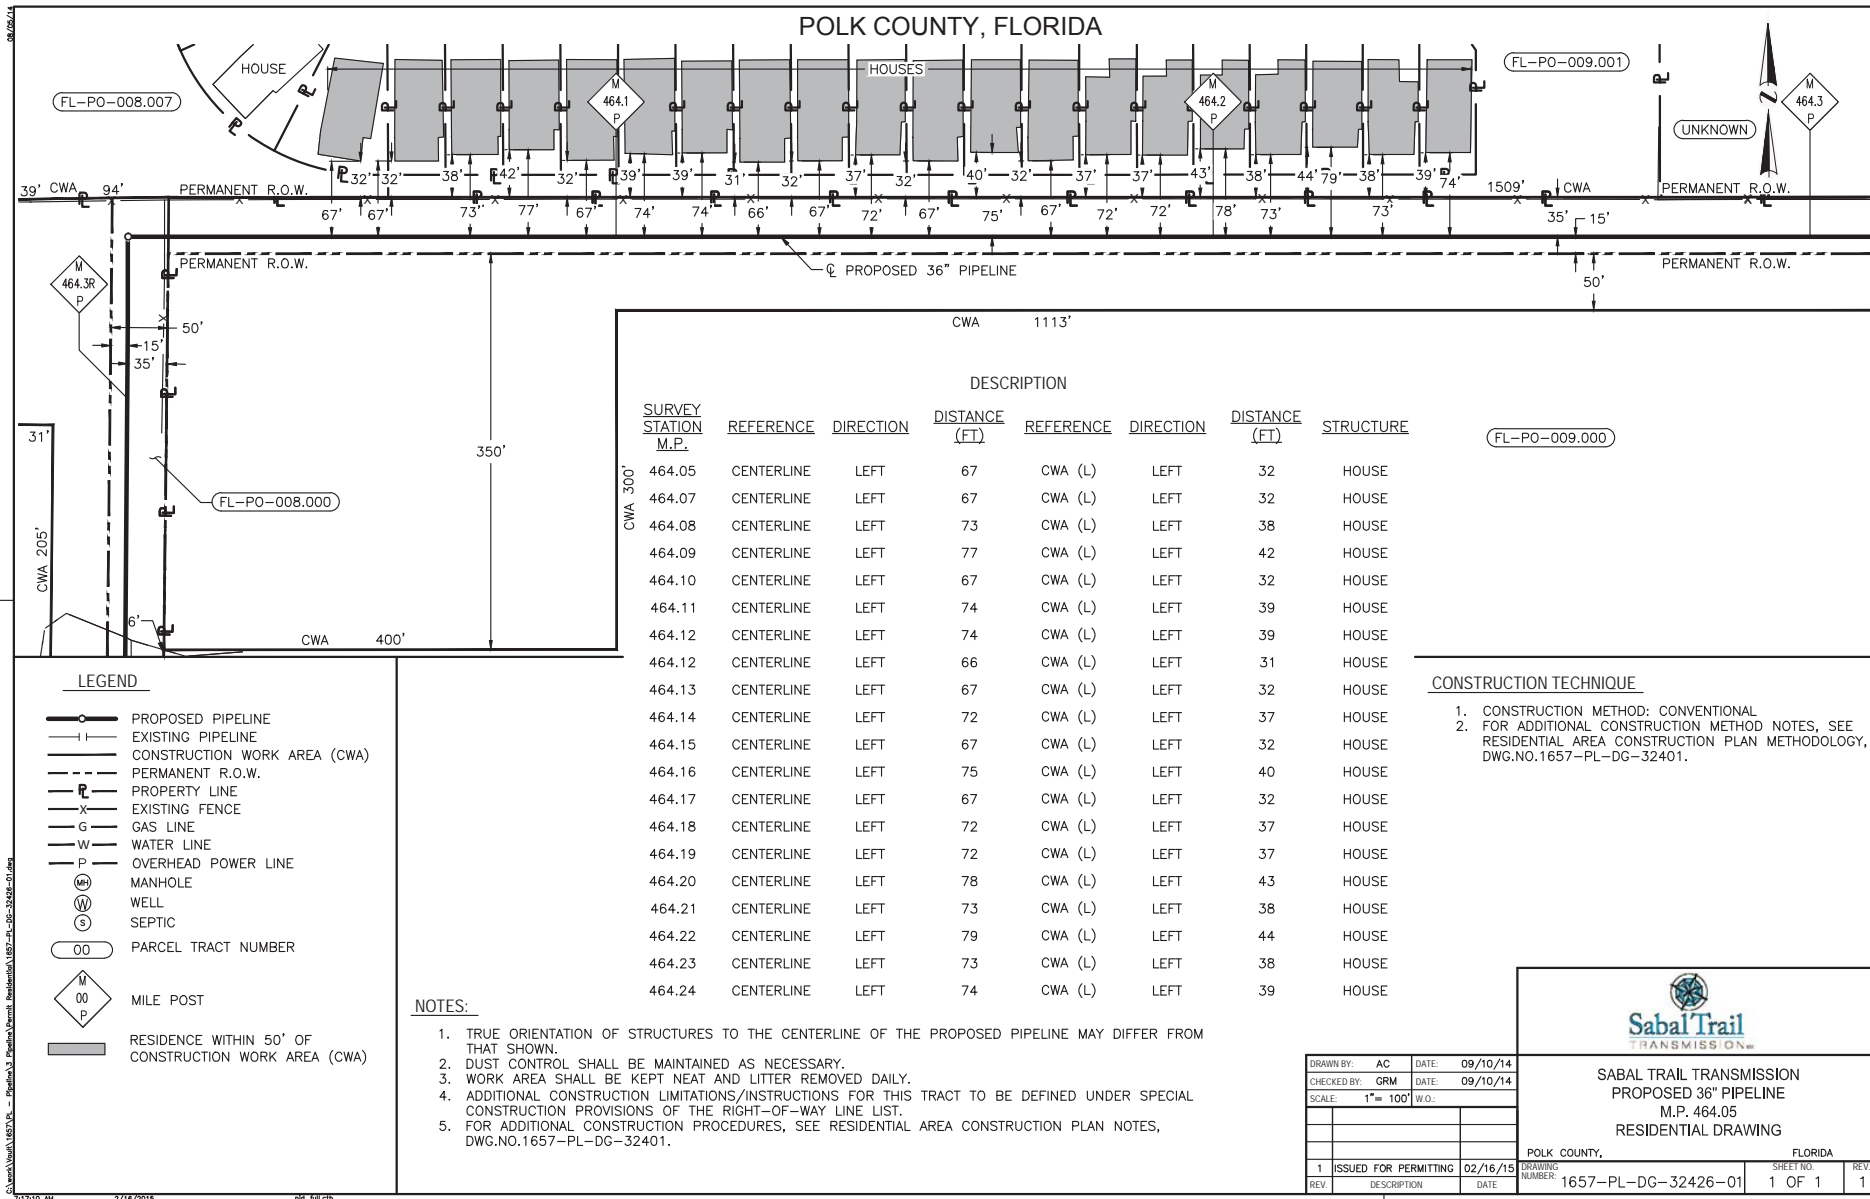 08/05/14
POLK COUNTY, FLORIDA
HOUSE
HOUSES
FL-PO-008.007
FL-PO-009.001
UNKNOWN
M 464.1 P
M 464.2 P
M 464.3 P
N
32' 32' 38' 42' 32' 39' 39' 31' 32' 37' 32' 40' 32' 37' 37' 43' 38' 44' 79' 38' 39' 74'
39' CWA 94' PERMANENT R.O.W. 1509' CWA PERMANENT R.O.W.
67' 67' 73' 77' 67' 74' 74' 66' 67' 72' 67' 75' 67' 72' 72' 78' 73' 73' 35' 15'
PERMANENT R.O.W. ℄ PROPOSED 36" PIPELINE PERMANENT R.O.W.
M 464.3R P
50'
50'
15'
35'
CWA 1113'
31'
350'
CWA 300'
CWA 205'
FL-PO-008.000
FL-PO-009.000
6'
CWA 400'
DESCRIPTION
SURVEY STATION M.P. REFERENCE DIRECTION DISTANCE (FT) REFERENCE DIRECTION DISTANCE (FT) STRUCTURE
464.05 CENTERLINE LEFT 67 CWA (L) LEFT 32 HOUSE
464.07 CENTERLINE LEFT 67 CWA (L) LEFT 32 HOUSE
464.08 CENTERLINE LEFT 73 CWA (L) LEFT 38 HOUSE
464.09 CENTERLINE LEFT 77 CWA (L) LEFT 42 HOUSE
464.10 CENTERLINE LEFT 67 CWA (L) LEFT 32 HOUSE
464.11 CENTERLINE LEFT 74 CWA (L) LEFT 39 HOUSE
464.12 CENTERLINE LEFT 74 CWA (L) LEFT 39 HOUSE
464.12 CENTERLINE LEFT 66 CWA (L) LEFT 31 HOUSE
464.13 CENTERLINE LEFT 67 CWA (L) LEFT 32 HOUSE
464.14 CENTERLINE LEFT 72 CWA (L) LEFT 37 HOUSE
464.15 CENTERLINE LEFT 67 CWA (L) LEFT 32 HOUSE
464.16 CENTERLINE LEFT 75 CWA (L) LEFT 40 HOUSE
464.17 CENTERLINE LEFT 67 CWA (L) LEFT 32 HOUSE
464.18 CENTERLINE LEFT 72 CWA (L) LEFT 37 HOUSE
464.19 CENTERLINE LEFT 72 CWA (L) LEFT 37 HOUSE
464.20 CENTERLINE LEFT 78 CWA (L) LEFT 43 HOUSE
464.21 CENTERLINE LEFT 73 CWA (L) LEFT 38 HOUSE
464.22 CENTERLINE LEFT 79 CWA (L) LEFT 44 HOUSE
464.23 CENTERLINE LEFT 73 CWA (L) LEFT 38 HOUSE
464.24 CENTERLINE LEFT 74 CWA (L) LEFT 39 HOUSE
LEGEND
PROPOSED PIPELINE
EXISTING PIPELINE
CONSTRUCTION WORK AREA (CWA)
PERMANENT R.O.W.
PROPERTY LINE
X EXISTING FENCE
G GAS LINE
W WATER LINE
P OVERHEAD POWER LINE
MH MANHOLE
W WELL
S SEPTIC
00 PARCEL TRACT NUMBER
M 00 P MILE POST
RESIDENCE WITHIN 50' OF
CONSTRUCTION WORK AREA (CWA)
CONSTRUCTION TECHNIQUE
1. CONSTRUCTION METHOD: CONVENTIONAL
2. FOR ADDITIONAL CONSTRUCTION METHOD NOTES, SEE
RESIDENTIAL AREA CONSTRUCTION PLAN METHODOLOGY,
DWG.NO.1657-PL-DG-32401.
NOTES:
1. TRUE ORIENTATION OF STRUCTURES TO THE CENTERLINE OF THE PROPOSED PIPELINE MAY DIFFER FROM
THAT SHOWN.
2. DUST CONTROL SHALL BE MAINTAINED AS NECESSARY.
3. WORK AREA SHALL BE KEPT NEAT AND LITTER REMOVED DAILY.
4. ADDITIONAL CONSTRUCTION LIMITATIONS/INSTRUCTIONS FOR THIS TRACT TO BE DEFINED UNDER SPECIAL
CONSTRUCTION PROVISIONS OF THE RIGHT-OF-WAY LINE LIST.
5. FOR ADDITIONAL CONSTRUCTION PROCEDURES, SEE RESIDENTIAL AREA CONSTRUCTION PLAN NOTES,
DWG.NO.1657-PL-DG-32401.
Sabal Trail
TRANSMISSION
DRAWN BY: AC DATE: 09/10/14
CHECKED BY: GRM DATE: 09/10/14
SCALE: 1"= 100' W.O.:
1 ISSUED FOR PERMITTING 02/16/15
REV. DESCRIPTION DATE
SABAL TRAIL TRANSMISSION
PROPOSED 36" PIPELINE
M.P. 464.05
RESIDENTIAL DRAWING
POLK COUNTY, FLORIDA
DRAWING NUMBER: 1657-PL-DG-32426-01
SHEET NO. 1 OF 1
REV. 1
C:\work\Vault\1657\PL - Pipeline\3 Pipeline\Permit Residential\1657-PL-DG-32426-01.dwg
2/16/2015